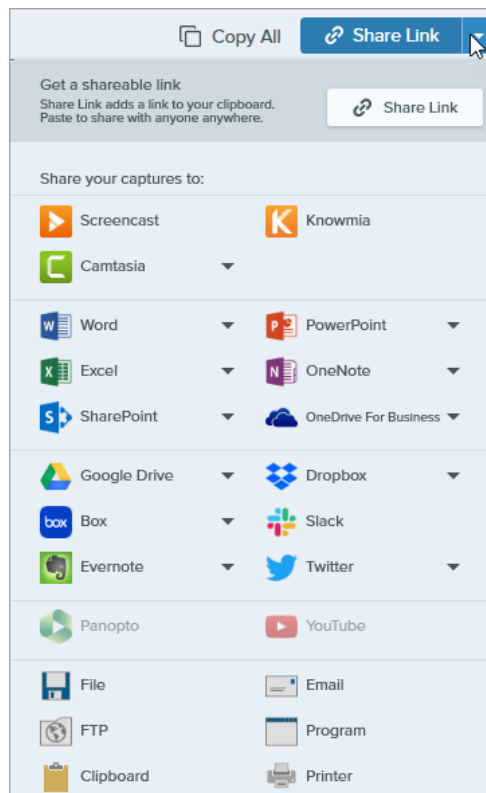 Copy All
Share Link
Get a shareable link
Share Link adds a link to your clipboard.
Paste to share with anyone anywhere.
Share Link
Share your captures to:
Screencast
Knowmia
Camtasia
Word
PowerPoint
Excel
OneNote
SharePoint
OneDrive For Business
Google Drive
Dropbox
box
Box
Slack
Evernote
Twitter
Panopto
YouTube
File
Email
FTP
Program
Clipboard
Printer